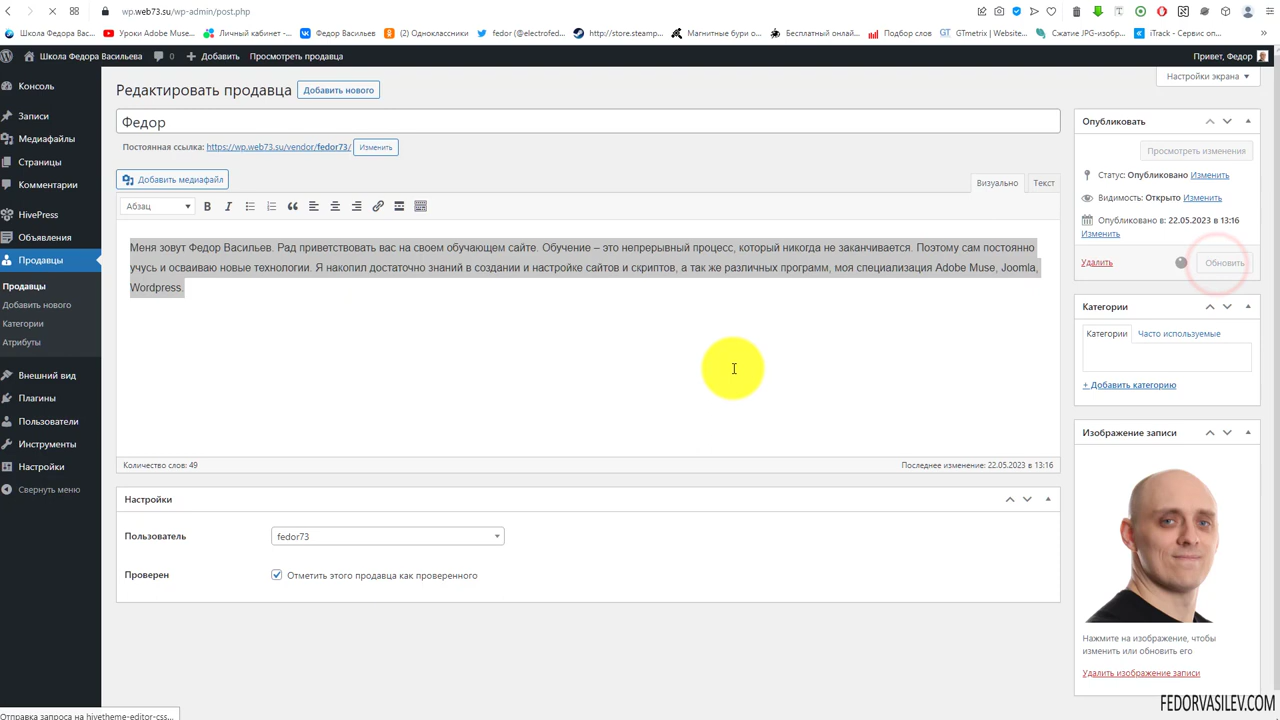 wp.web73.su/wp-admin/post.php
Школа Федора Вас
Уроки Adobe Muse...
Личный кабинет -...
Федор Васильев
(2) Одноклассники
fedor (@electrofed...
http://store.steamp...
Магнитные бури о...
Бесплатный онлай...
Подбор слов
GTmetrix | Website...
Сжатие JPG-изобр...
iTrack - Сервис оп...
Школа Федора Васильева
0
Добавить
Просмотреть продавца
Привет, Федор
Консоль
Записи
Медиафайлы
Страницы
Комментарии
HivePress
Объявления
Продавцы
Продавцы
Добавить нового
Категории
Атрибуты
Внешний вид
Плагины
Пользователи
Инструменты
Настройки
Свернуть меню
Настройки экрана
Редактировать продавца
Добавить нового
Федор
Постоянная ссылка: https://wp.web73.su/vendor/fedor73/
Изменить
Добавить медиафайл
Визуально
Текст
Абзац
Меня зовут Федор Васильев. Рад приветствовать вас на своем обучающем сайте. Обучение – это непрерывный процесс, который никогда не заканчивается. Поэтому сам постоянно
учусь и осваиваю новые технологии. Я накопил достаточно знаний в создании и настройке сайтов и скриптов, а так же различных программ, моя специализация Adobe Muse, Joomla,
Wordpress.
Количество слов: 49
Последнее изменение: 22.05.2023 в 13:16
Настройки
Пользователь
fedor73
Проверен
Отметить этого продавца как проверенного
Опубликовать
Просмотреть изменения
Статус: Опубликовано Изменить
Видимость: Открыто Изменить
Опубликовано в: 22.05.2023 в 13:16
Изменить
Удалить
Обновить
Категории
Категории
Часто используемые
+ Добавить категорию
Изображение записи
Нажмите на изображение, чтобы
изменить или обновить его
Удалить изображение записи
Отправка запроса на hivetheme-editor-css...
FEDORVASILEV.COM